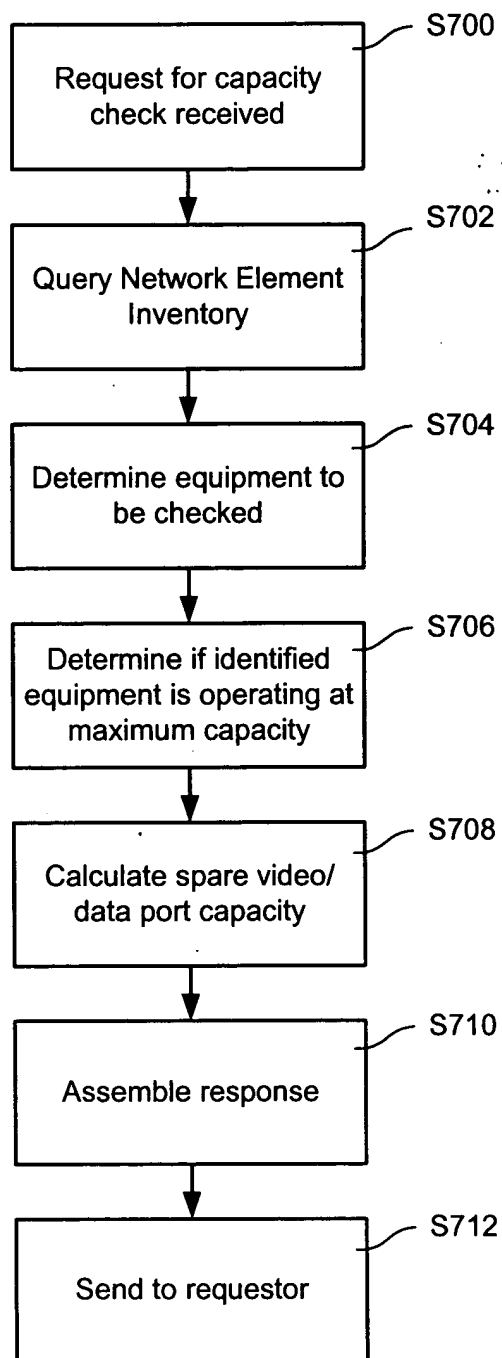 S700
Request for capacity
check received
S702
Query Network Element
Inventory
S704
Determine equipment to
be checked
S706
Determine if identified
equipment is operating at
maximum capacity
S708
Calculate spare video/
data port capacity
S710
Assemble response
S712
Send to requestor